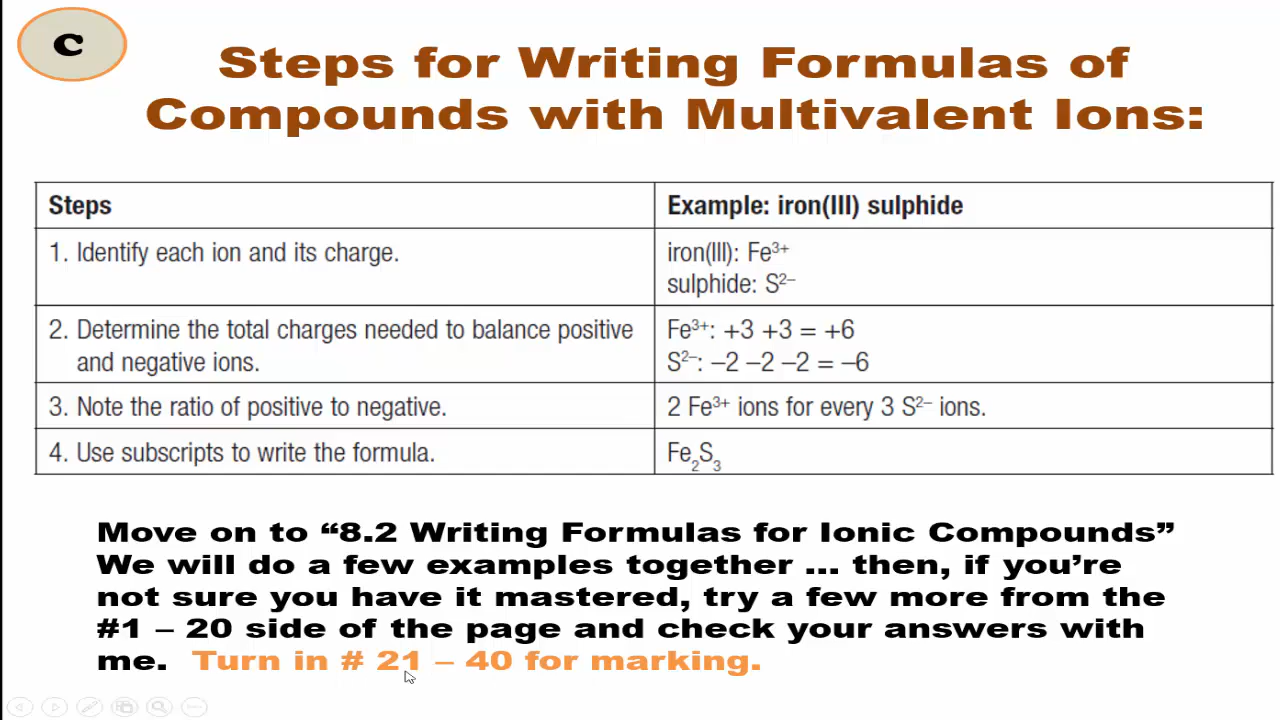 C
Steps for Writing Formulas of
Compounds with Multivalent Ions:
Steps
Example: iron(III) sulphide
1. Identify each ion and its charge.
iron(III): Fe³⁺
sulphide: S²⁻
2. Determine the total charges needed to balance positive
and negative ions.
Fe³⁺: +3 +3 = +6
S²⁻: –2 –2 –2 = –6
3. Note the ratio of positive to negative.
2 Fe³⁺ ions for every 3 S²⁻ ions.
4. Use subscripts to write the formula.
Fe₂S₃
Move on to “8.2 Writing Formulas for Ionic Compounds”
We will do a few examples together … then, if you’re
not sure you have it mastered, try a few more from the
#1 – 20 side of the page and check your answers with
me. Turn in # 21 – 40 for marking.